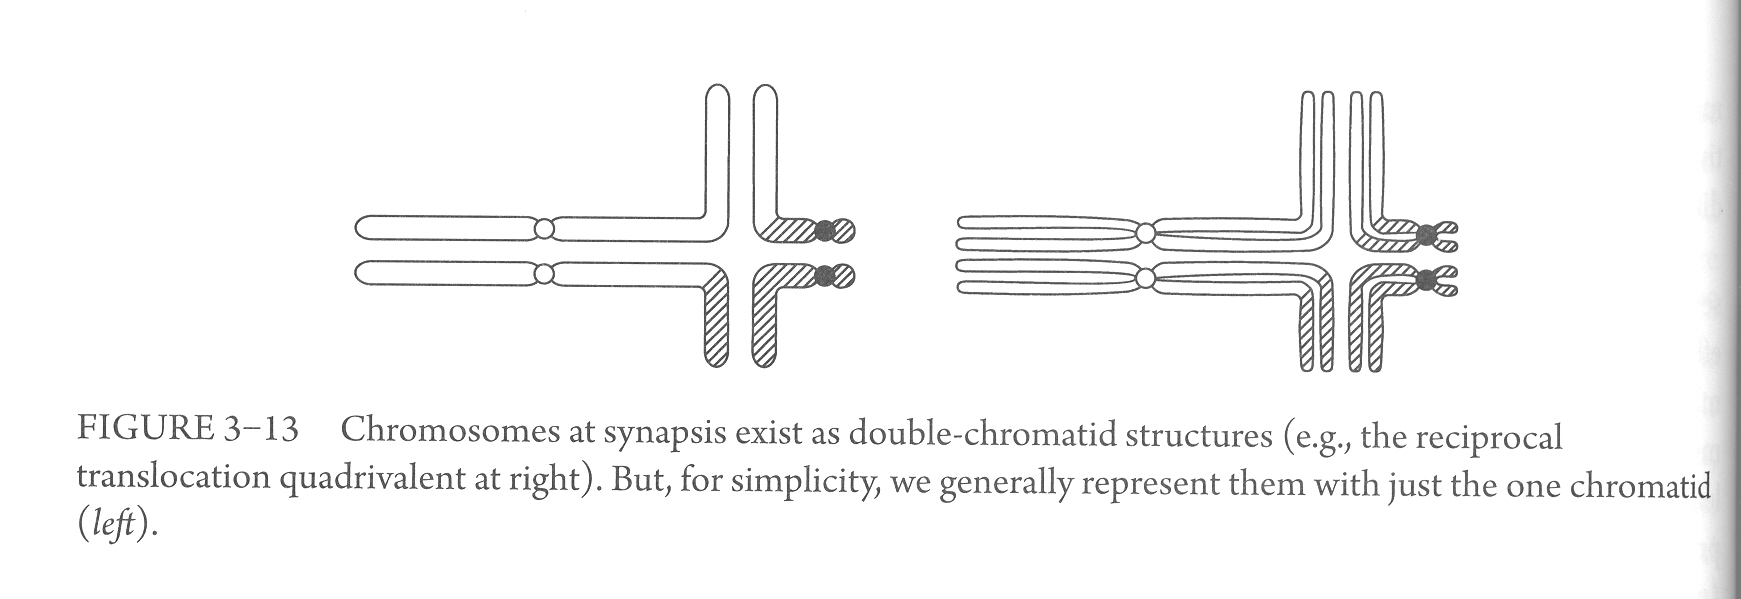 FIGURE 3–13 Chromosomes at synapsis exist as double-chromatid structures (e.g., the reciprocal
translocation quadrivalent at right). But, for simplicity, we generally represent them with just the one chromatid
(left).